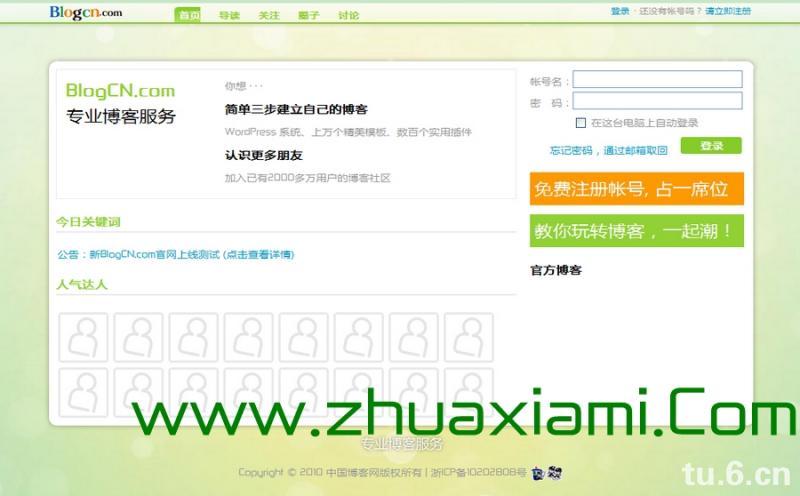 Blogcn.com 首页 导读 关注 圈子 讨论 登录 · 还没有帐号吗？ 请立即注册
BlogCN.com
专业博客服务
你想 · · ·
简单三步建立自己的博客
WordPress 系统、上万个精美模板、数百个实用插件
认识更多朋友
加入已有2000多万用户的博客社区
帐号名:
密 码:
在这台电脑上自动登录
忘记密码，通过邮箱取回 登录
免费注册帐号, 占一席位
教你玩转博客，一起潮！
官方博客
今日关键词
公告：新BlogCN.com官网上线测试 (点击查看详情)
人气达人
www.zhuaxiami.Com
专业博客服务
Copyright © 2010 中国博客网版权所有 | 浙ICP备10202808号
tu.6.cn